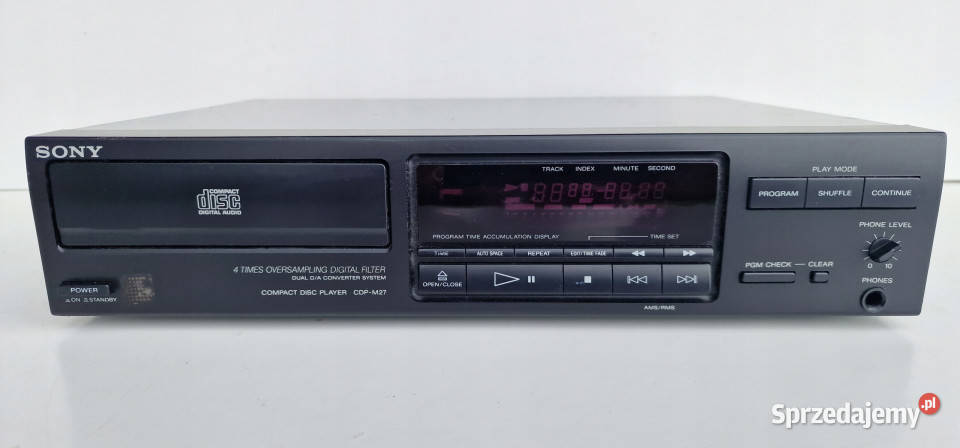 SONY
COMPACT
disc
DIGITAL AUDIO
TRACK INDEX MINUTE SECOND
PROGRAM TIME ACCUMULATION DISPLAY
TIME SET
AUTO SPACE REPEAT EDIT/TIME FADE
OPEN/CLOSE
AMS/RMS
4 TIMES OVERSAMPLING DIGITAL FILTER
DUAL D/A CONVERTER SYSTEM
COMPACT DISC PLAYER CDP-M27
POWER
ON STANDBY
PLAY MODE
PROGRAM SHUFFLE CONTINUE
PHONE LEVEL
0 10
PGM CHECK CLEAR
PHONES
Sprzedajemy.pl